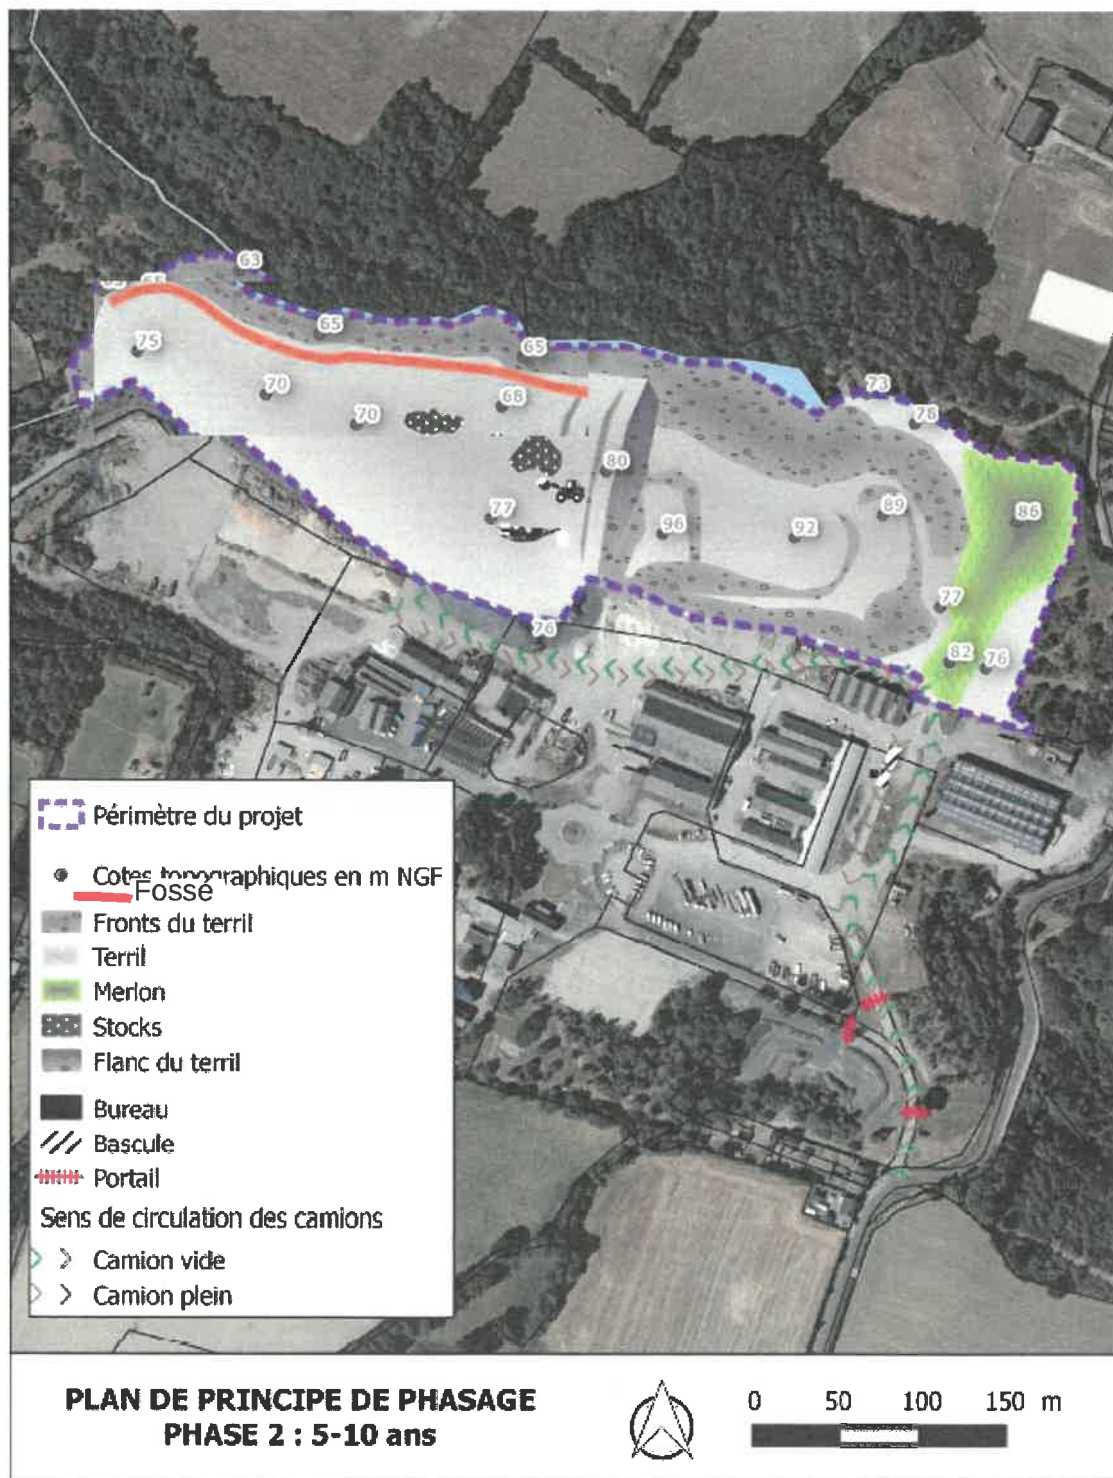 63
65
65
65
75
70
70
68
73
78
80
77
96
92
89
86
77
82
76
76
Périmètre du projet
Cotes topographiques en m NGF
Fossé
Fronts du terril
Terril
Merlon
Stocks
Flanc du terril
Bureau
Bascule
Portail
Sens de circulation des camions
Camion vide
Camion plein
PLAN DE PRINCIPE DE PHASAGE
PHASE 2 : 5-10 ans
0 50 100 150 m